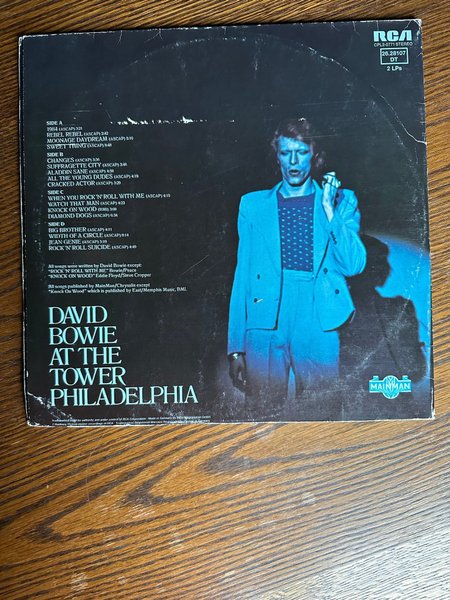 RCA
CPL2-0771 STEREO
26.28107
DT
2 LPs
SIDE A
1984 (ASCAP) 3:21
REBEL REBEL (ASCAP) 2:42
MOONAGE DAYDREAM (ASCAP) 5:10
SWEET THING (ASCAP) 8:48
SIDE B
CHANGES (ASCAP) 3:36
SUFFRAGETTE CITY (ASCAP) 3:48
ALADDIN SANE (ASCAP) 4:58
ALL THE YOUNG DUDES (ASCAP) 4:19
CRACKED ACTOR (ASCAP) 3:29
SIDE C
WHEN YOU ROCK 'N' ROLL WITH ME (ASCAP) 4:15
WATCH THAT MAN (ASCAP) 4:23
KNOCK ON WOOD (BMI) 3:08
DIAMOND DOGS (ASCAP) 6:34
SIDE D
BIG BROTHER (ASCAP) 4:11
WIDTH OF A CIRCLE (ASCAP) 8:14
JEAN GENIE (ASCAP) 5:19
ROCK 'N' ROLL SUICIDE (ASCAP) 4:49
All songs were written by David Bowie except:
"ROCK 'N' ROLL WITH ME" Bowie/Peace
"KNOCK ON WOOD" Eddie Floyd/Steve Cropper
All songs published by MainMan/Chrysalis except
"Knock On Wood" which is published by East/Memphis Music, BMI.
DAVID
BOWIE
AT THE
TOWER
PHILADELPHIA
MAINMAN